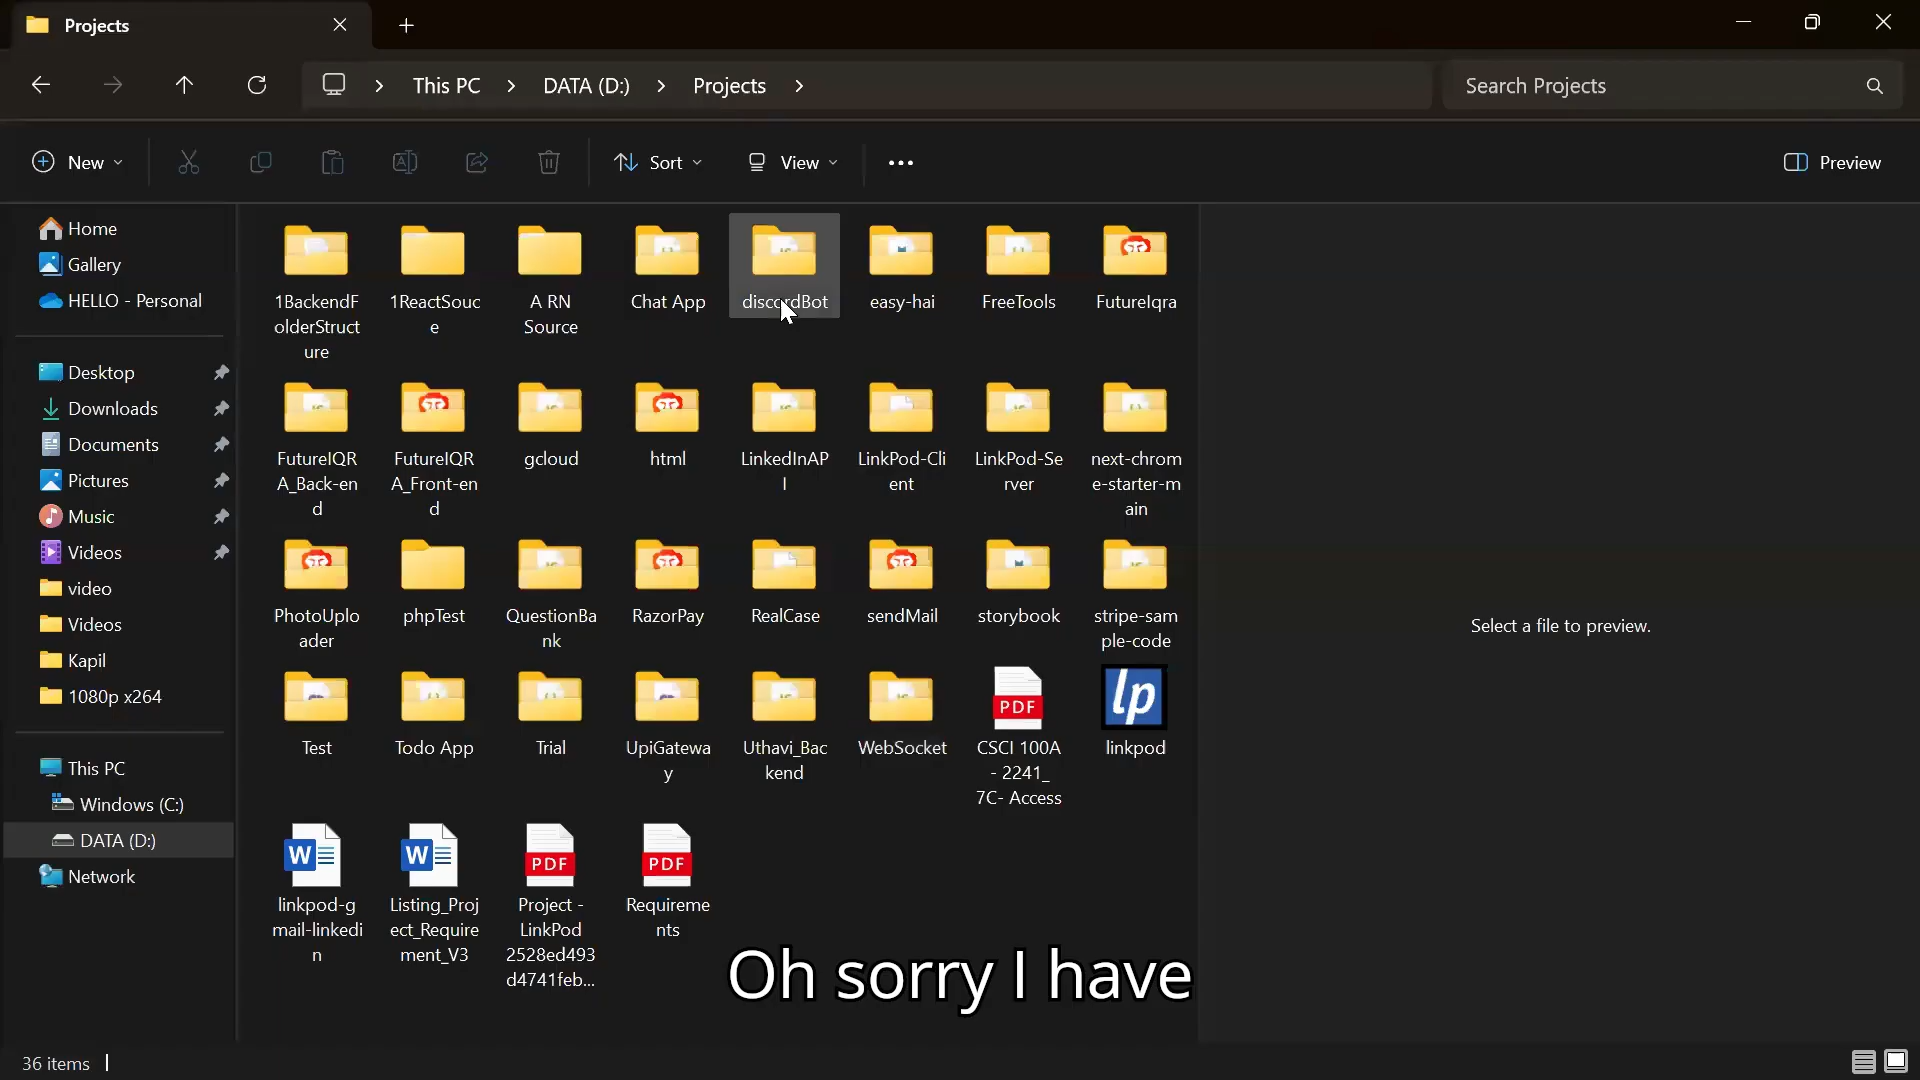 Projects
This PC
DATA (D:)
Projects
Search Projects
New
Sort
View
Preview
Home
Gallery
HELLO - Personal
Desktop
Downloads
Documents
Pictures
Music
Videos
video
Videos
Kapil
1080p x264
This PC
Windows (C:)
DATA (D:)
Network
1BackendF
olderStruct
ure
1ReactSouc
e
A RN
Source
Chat App
discordBot
easy-hai
FreeTools
FutureIqra
FutureIQR
A_Back-en
d
FutureIQR
A_Front-en
d
gcloud
html
LinkedInAP
I
LinkPod-Cli
ent
LinkPod-Se
rver
next-chrom
e-starter-m
ain
PhotoUplo
ader
phpTest
QuestionBa
nk
RazorPay
RealCase
sendMail
storybook
stripe-sam
ple-code
Test
Todo App
Trial
UpiGatewa
y
Uthavi_Bac
kend
WebSocket
PDF
CSCI 100A
- 2241_
7C- Access
lp
linkpod
W
linkpod-g
mail-linkedi
n
W
Listing_Proj
ect_Require
ment_V3
PDF
Project -
LinkPod
2528ed493
d4741feb...
PDF
Requireme
nts
Select a file to preview.
Oh sorry I have
36 items